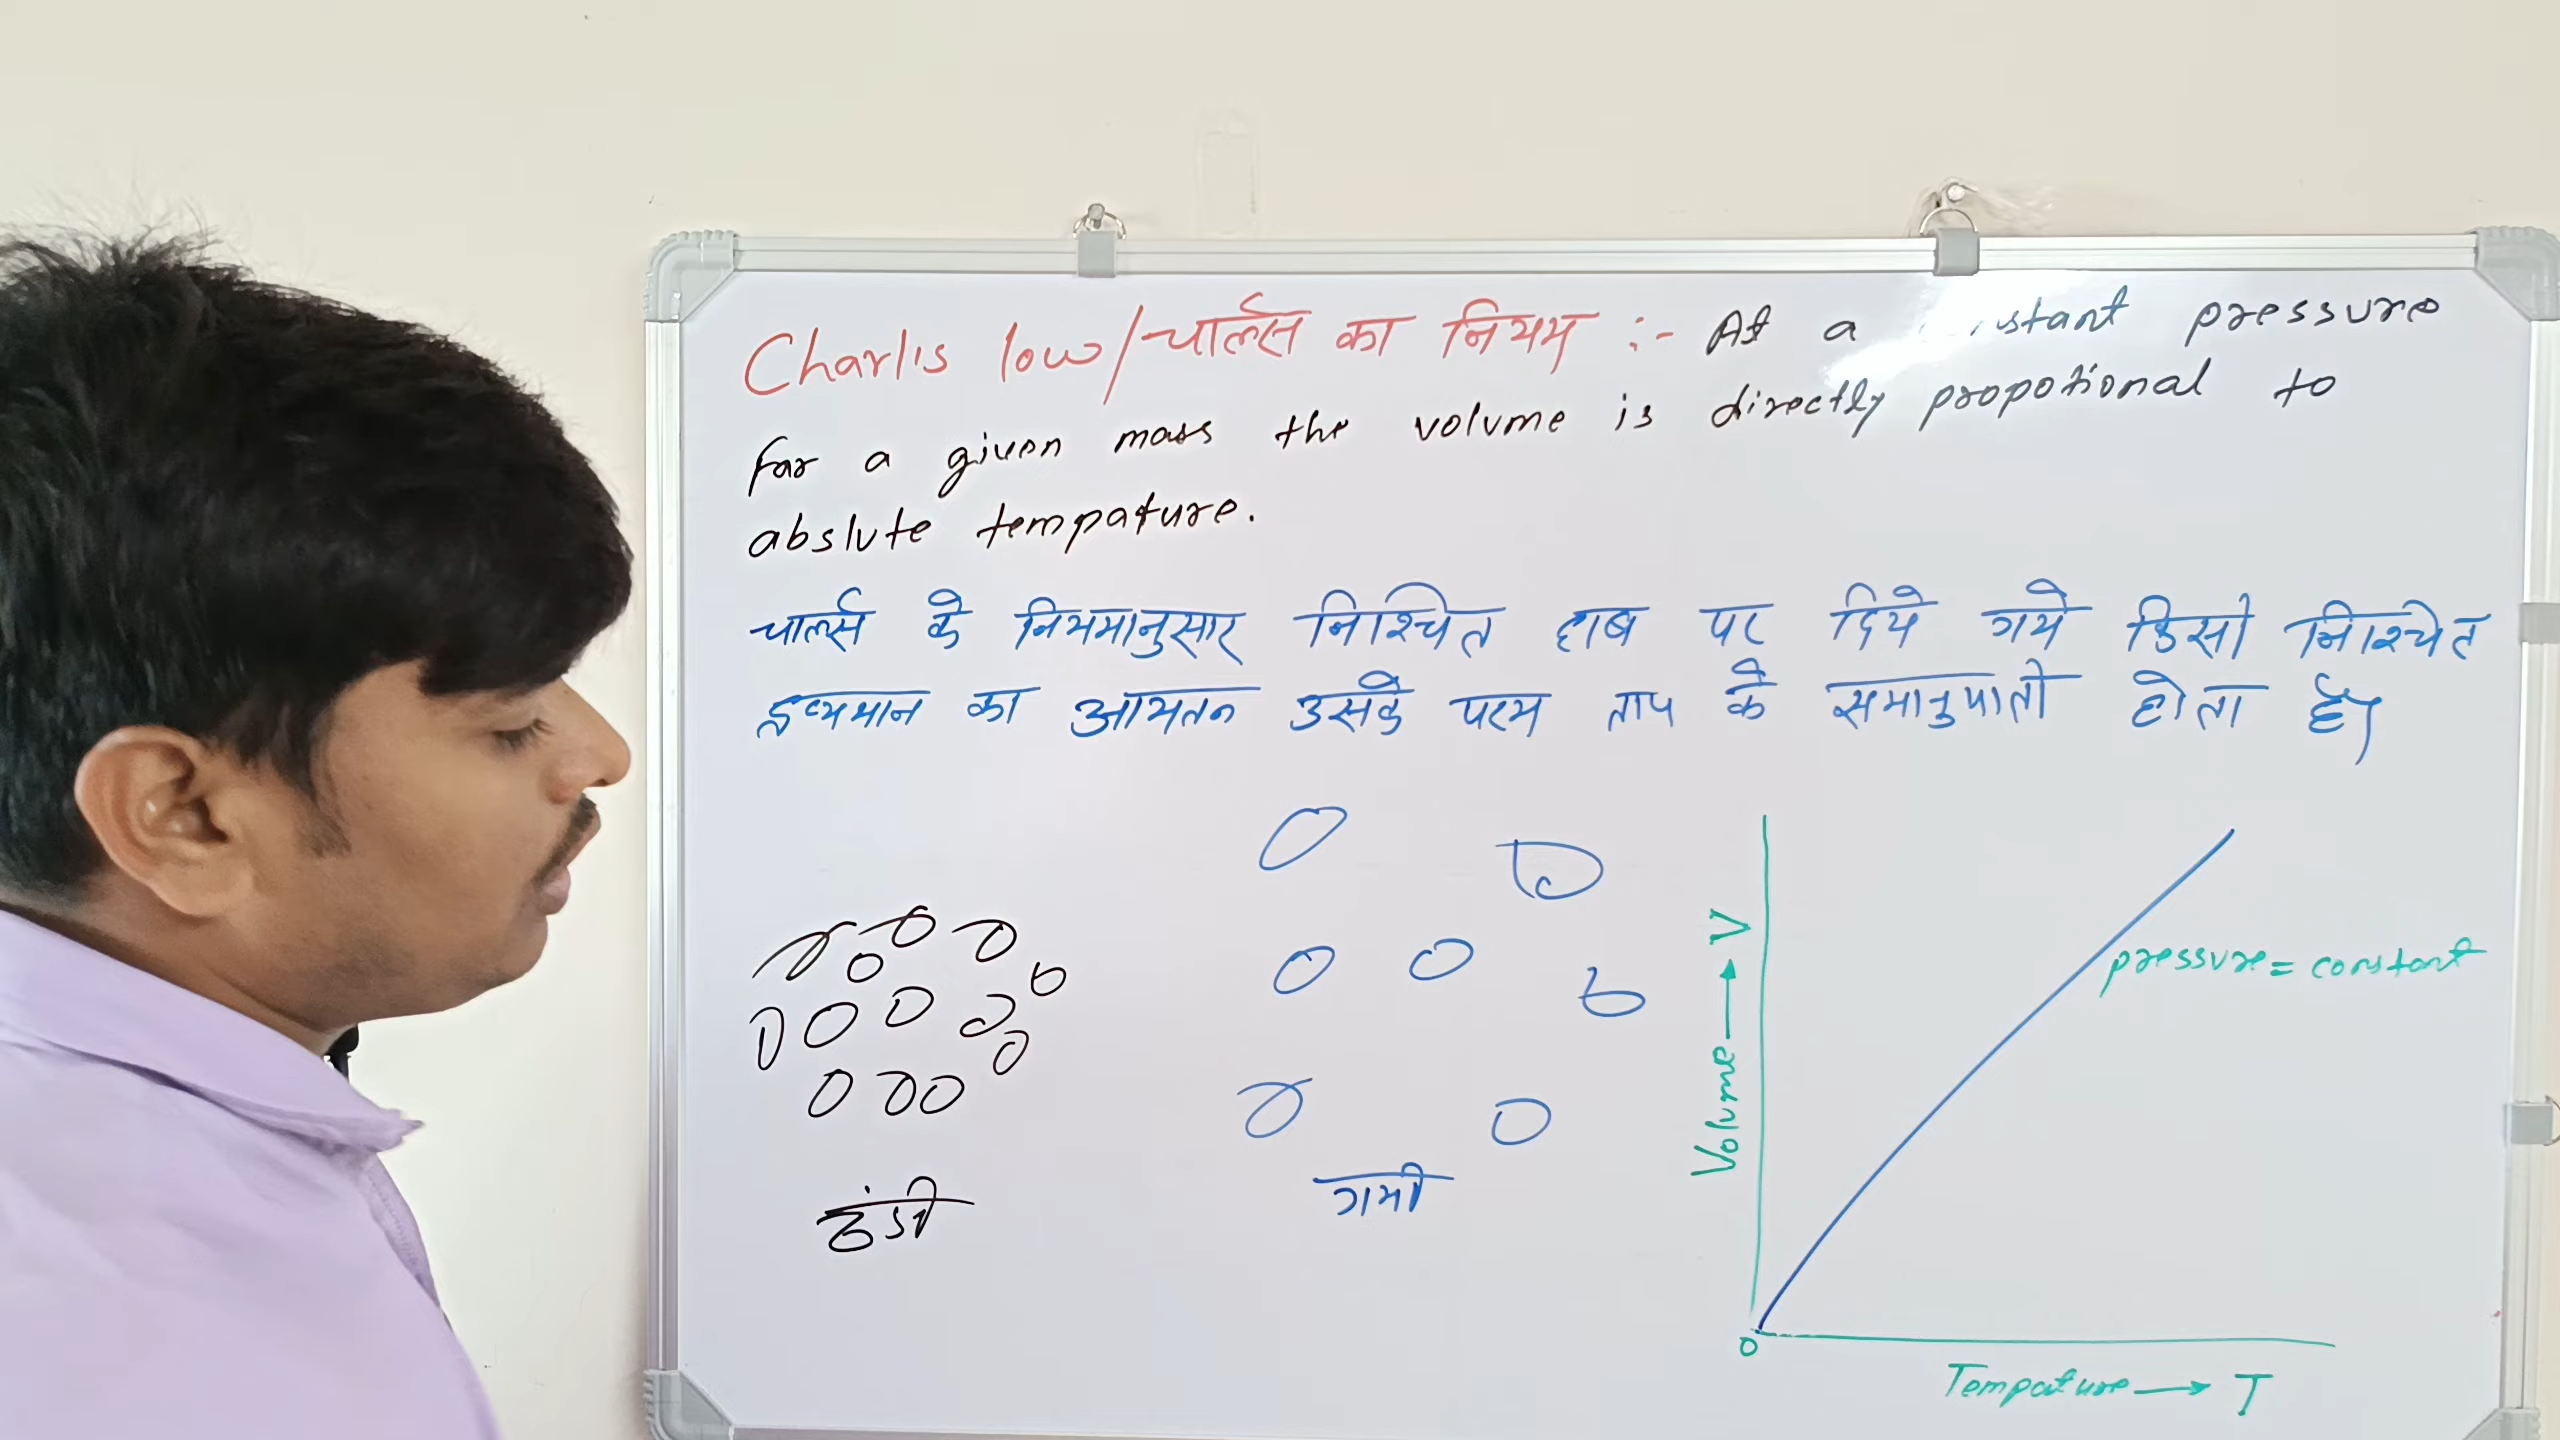 Charlis low/चार्ल्स का नियम :- At a constant pressure
for a given mass the volume is directly propotional to
abslute tempature.
चार्ल्स के नियमानुसार निश्चित दाब पर दिये गये किसी निश्चित
द्रव्यमान का आयतन उसके परम ताप के समानुपाती होता है।
ठंडी
गर्मी
Volume → V
pressure = constant
0
Tempature → T